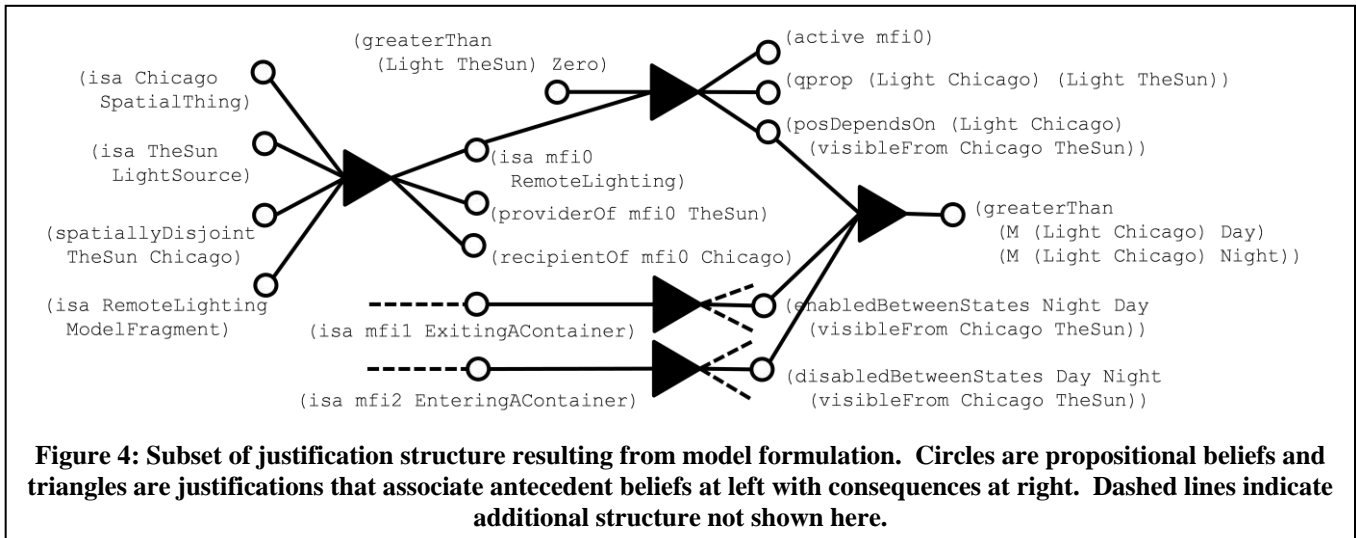 (isa Chicago
SpatialThing)
(isa TheSun
LightSource)
(spatiallyDisjoint
TheSun Chicago)
(isa RemoteLighting
ModelFragment)
(greaterThan
(Light TheSun) Zero)
(isa mfi0
RemoteLighting)
(providerOf mfi0 TheSun)
(recipientOf mfi0 Chicago)
(isa mfi1 ExitingAContainer)
(isa mfi2 EnteringAContainer)
(active mfi0)
(qprop (Light Chicago) (Light TheSun))
(posDependsOn (Light Chicago)
(visibleFrom Chicago TheSun))
(enabledBetweenStates Night Day
(visibleFrom Chicago TheSun))
(disabledBetweenStates Day Night
(visibleFrom Chicago TheSun))
(greaterThan
(M (Light Chicago) Day)
(M (Light Chicago) Night))
Figure 4: Subset of justification structure resulting from model formulation. Circles are propositional beliefs and
triangles are justifications that associate antecedent beliefs at left with consequences at right. Dashed lines indicate
additional structure not shown here.